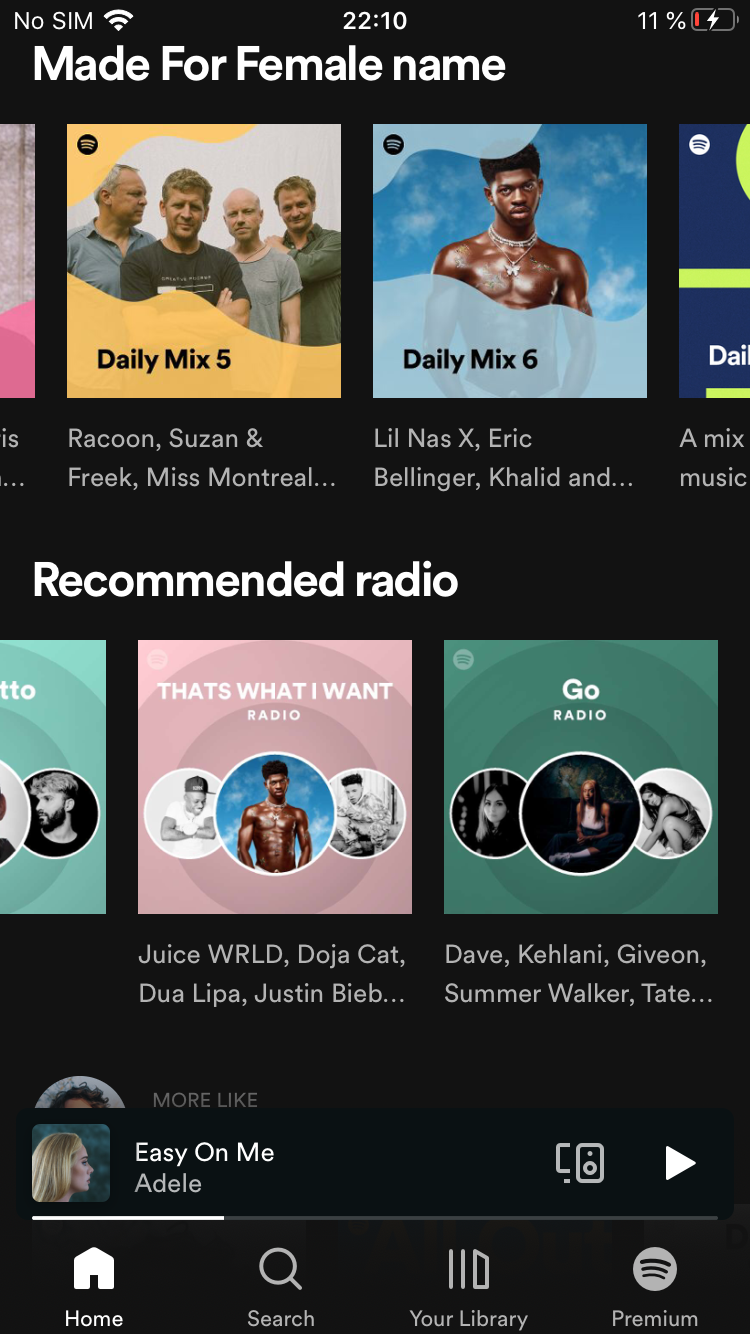 No SIM 22:10 11 %
Made For Female name
Daily Mix 5
Daily Mix 6
Dail
is
Racoon, Suzan &
Freek, Miss Montreal...
Lil Nas X, Eric
Bellinger, Khalid and...
A mix
music
Recommended radio
tto
THATS WHAT I WANT
RADIO
Go
RADIO
Juice WRLD, Doja Cat,
Dua Lipa, Justin Bieb...
Dave, Kehlani, Giveon,
Summer Walker, Tate...
MORE LIKE
Easy On Me
Adele
Home
Search
Your Library
Premium